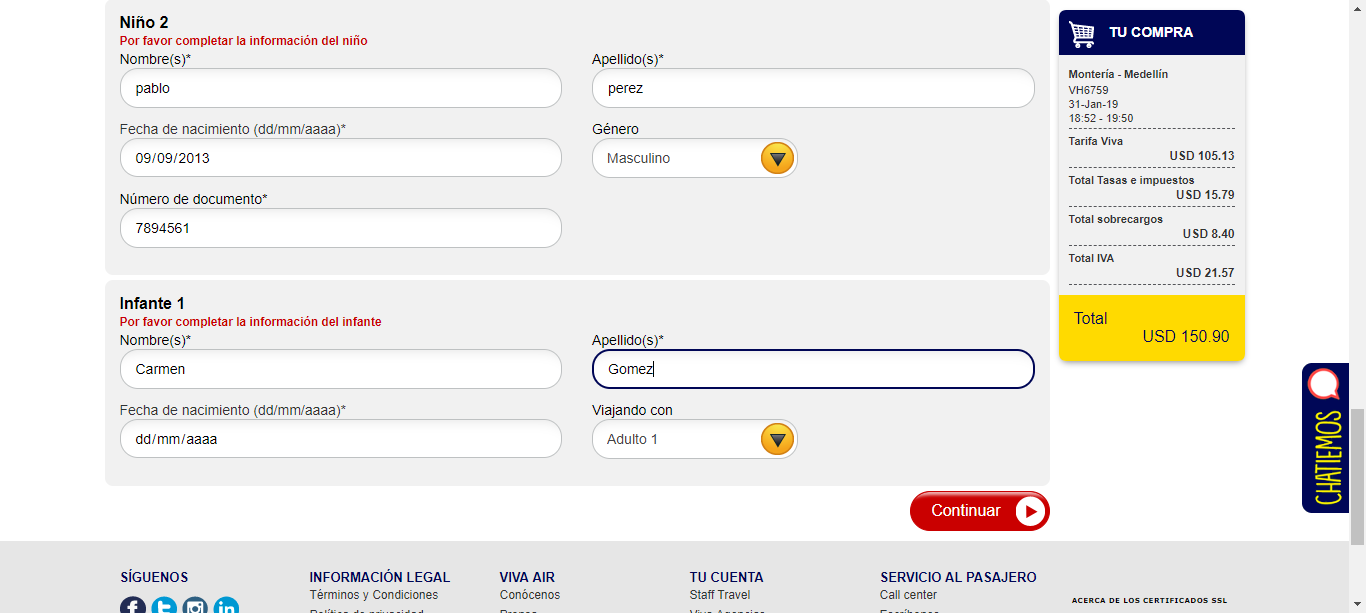 Niño 2
Por favor completar la información del niño
Nombre(s)*
Apellido(s)*
pablo
perez
Fecha de nacimiento (dd/mm/aaaa)*
Género
09/09/2013
Masculino
Número de documento*
7894561
Infante 1
Por favor completar la información del infante
Nombre(s)*
Apellido(s)*
Carmen
Gomez
Fecha de nacimiento (dd/mm/aaaa)*
Viajando con
dd/mm/aaaa
Adulto 1
Continuar
TU COMPRA
Montería - Medellín
VH6759
31-Jan-19
18:52 - 19:50
Tarifa Viva
USD 105.13
Total Tasas e impuestos
USD 15.79
Total sobrecargos
USD 8.40
Total IVA
USD 21.57
Total
USD 150.90
CHATIEMOS
SÍGUENOS
INFORMACIÓN LEGAL
Términos y Condiciones
VIVA AIR
Conócenos
TU CUENTA
Staff Travel
SERVICIO AL PASAJERO
Call center
ACERCA DE LOS CERTIFICADOS SSL